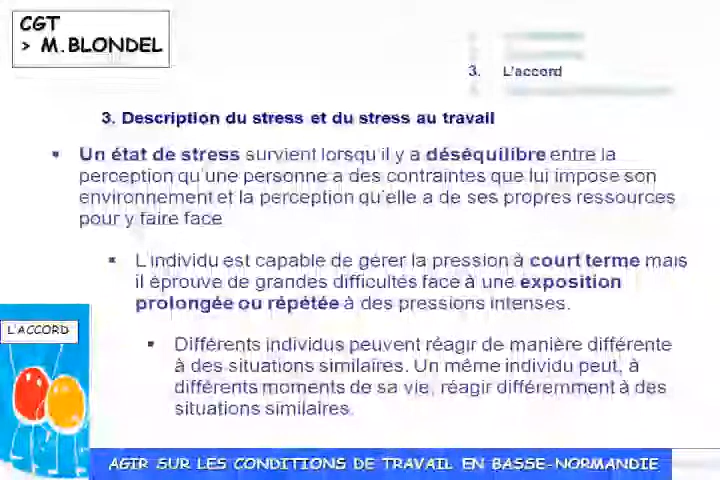 CGT
> M.BLONDEL
3. L'accord
3. Description du stress et du stress au travail
▪ Un état de stress survient lorsqu'il y a déséquilibre entre la
perception qu'une personne a des contraintes que lui impose son
environnement et la perception qu'elle a de ses propres ressources
pour y faire face
▪ L'individu est capable de gérer la pression à court terme mais
il éprouve de grandes difficultés face à une exposition
prolongée ou répétée à des pressions intenses.
▪ Différents individus peuvent réagir de manière différente
à des situations similaires. Un même individu peut, à
différents moments de sa vie, réagir différemment à des
situations similaires.
L'ACCORD
AGIR SUR LES CONDITIONS DE TRAVAIL EN BASSE-NORMANDIE